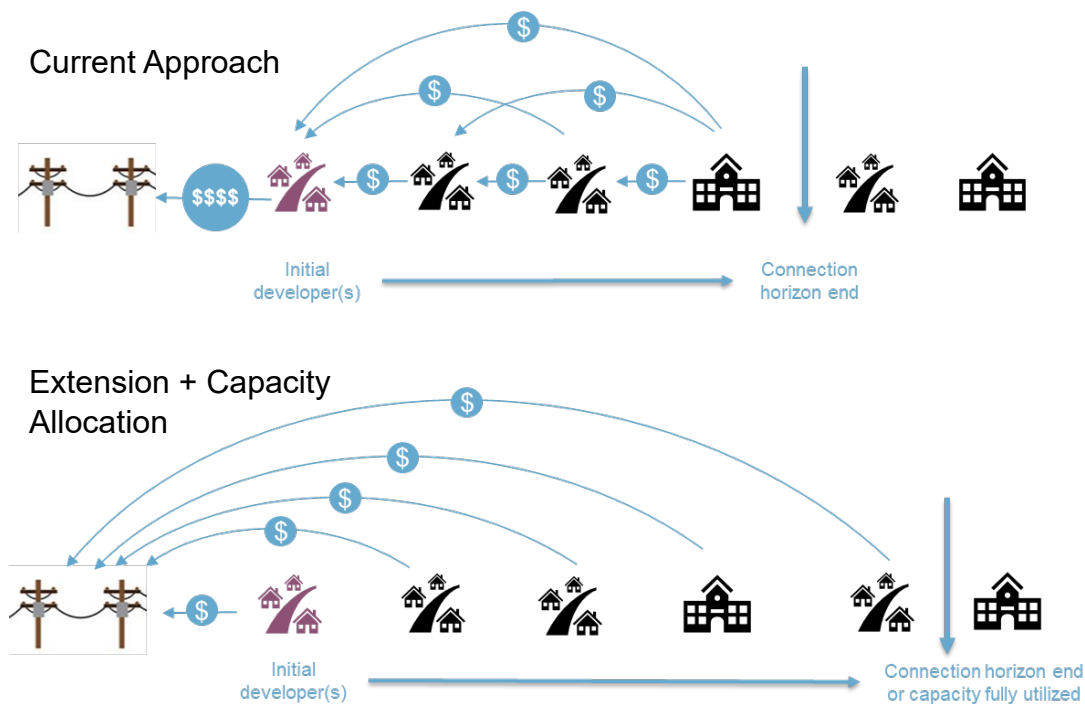 $
Current Approach
$
$
$$$$
$
$
$
Initial
developer(s)
Connection
horizon end
Extension + Capacity
Allocation
$
$
$
$
$
Initial
developer(s)
Connection horizon end
or capacity fully utilized